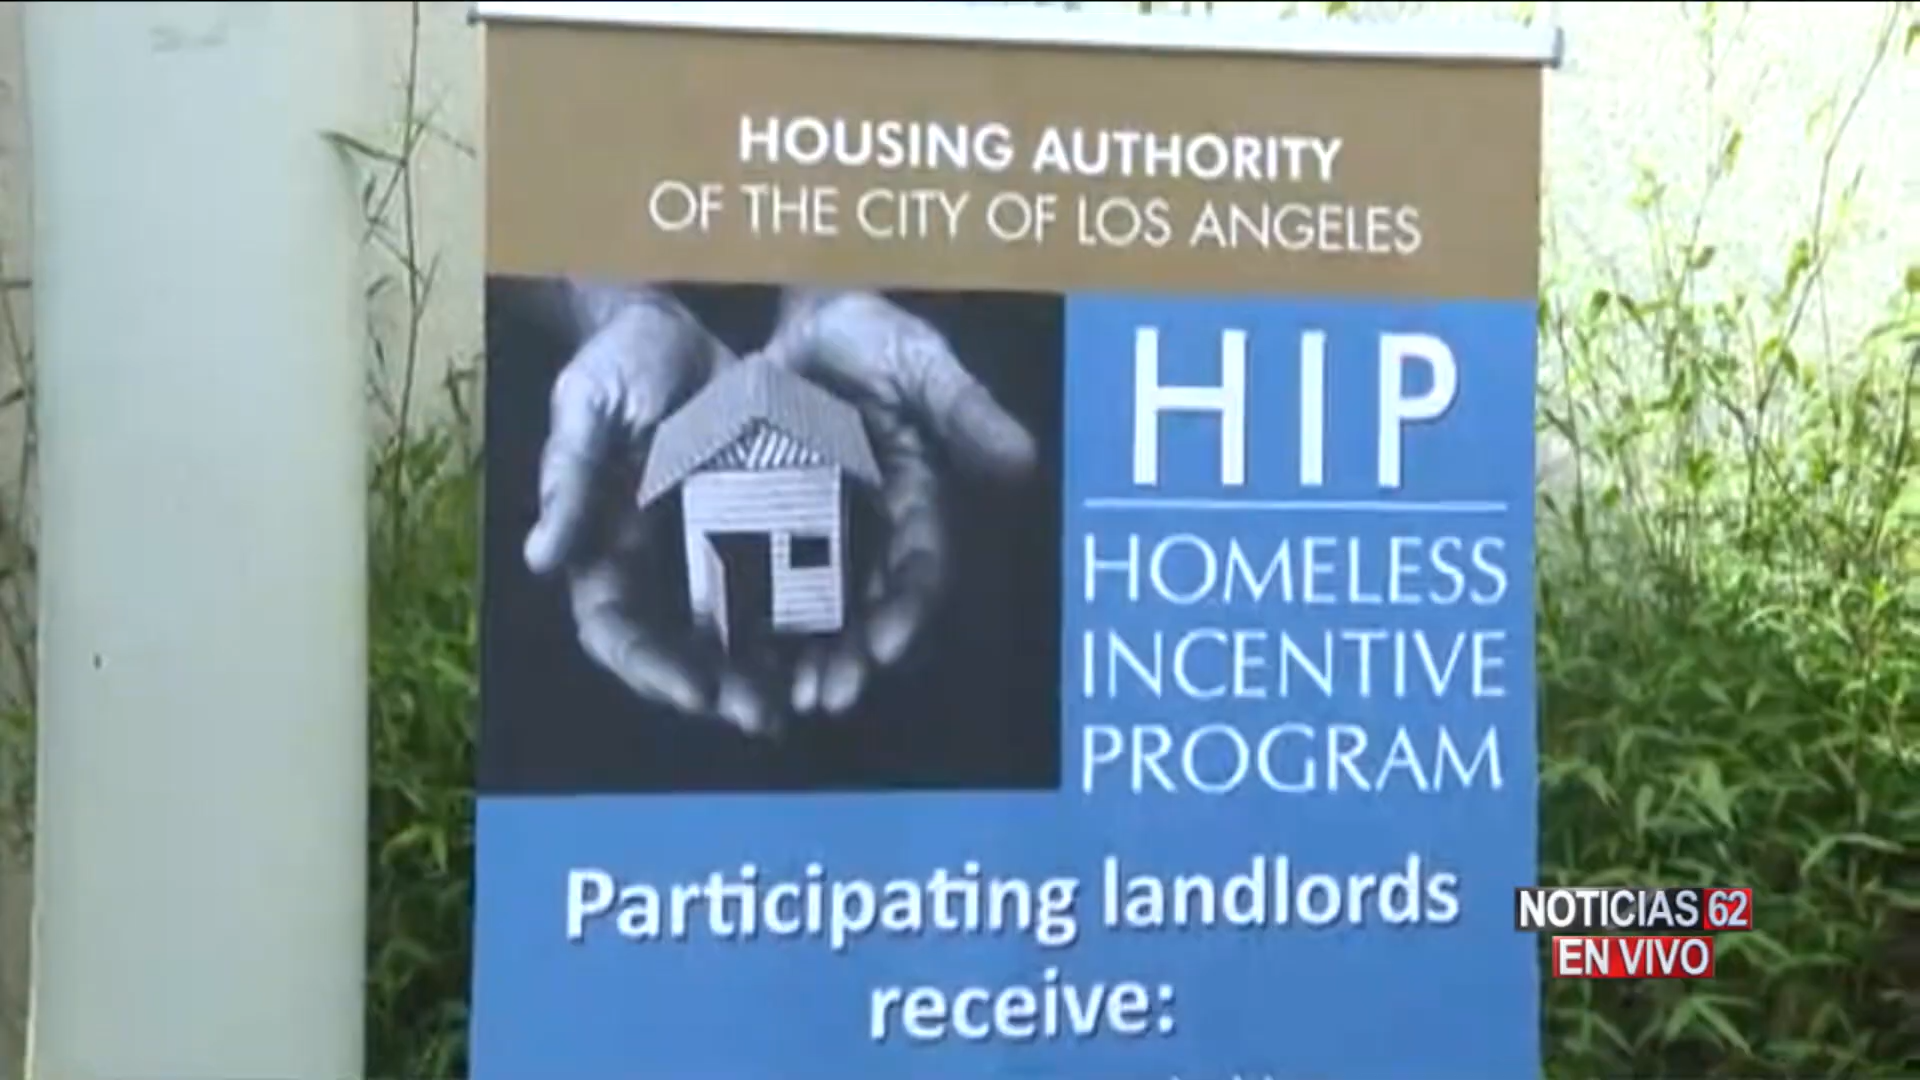 HOUSING AUTHORITY
OF THE CITY OF LOS ANGELES
HIP
HOMELESS
INCENTIVE
PROGRAM
Participating landlords
receive:
NOTICIAS 62
EN VIVO